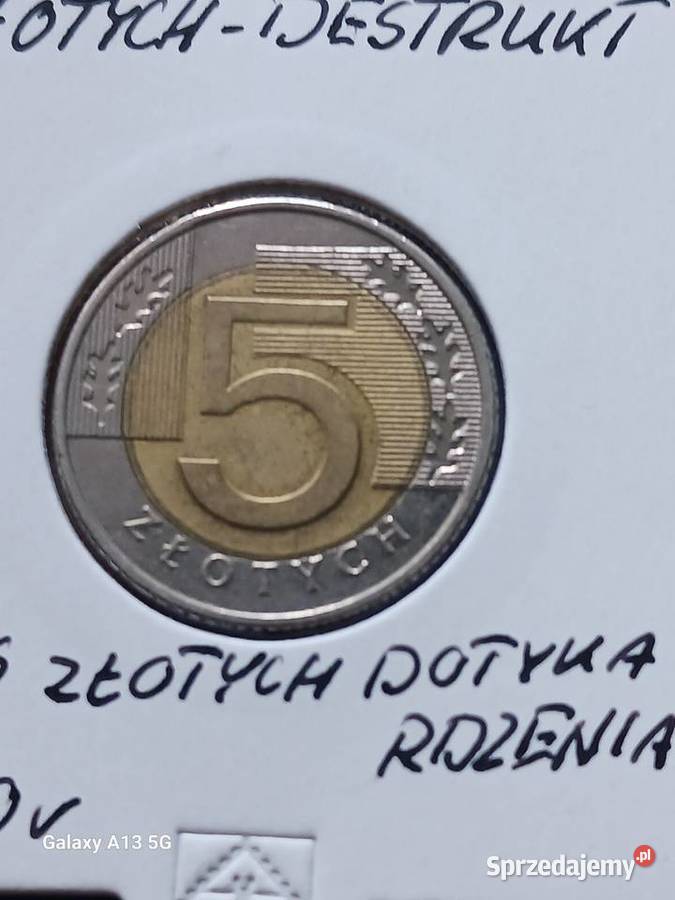 ŁOTYCH-DESTRUKT
5
ZŁOTYCH
ZŁOTYCH DOTYKA
RDZENIA
Galaxy A13 5G
Sprzedajemy.pl